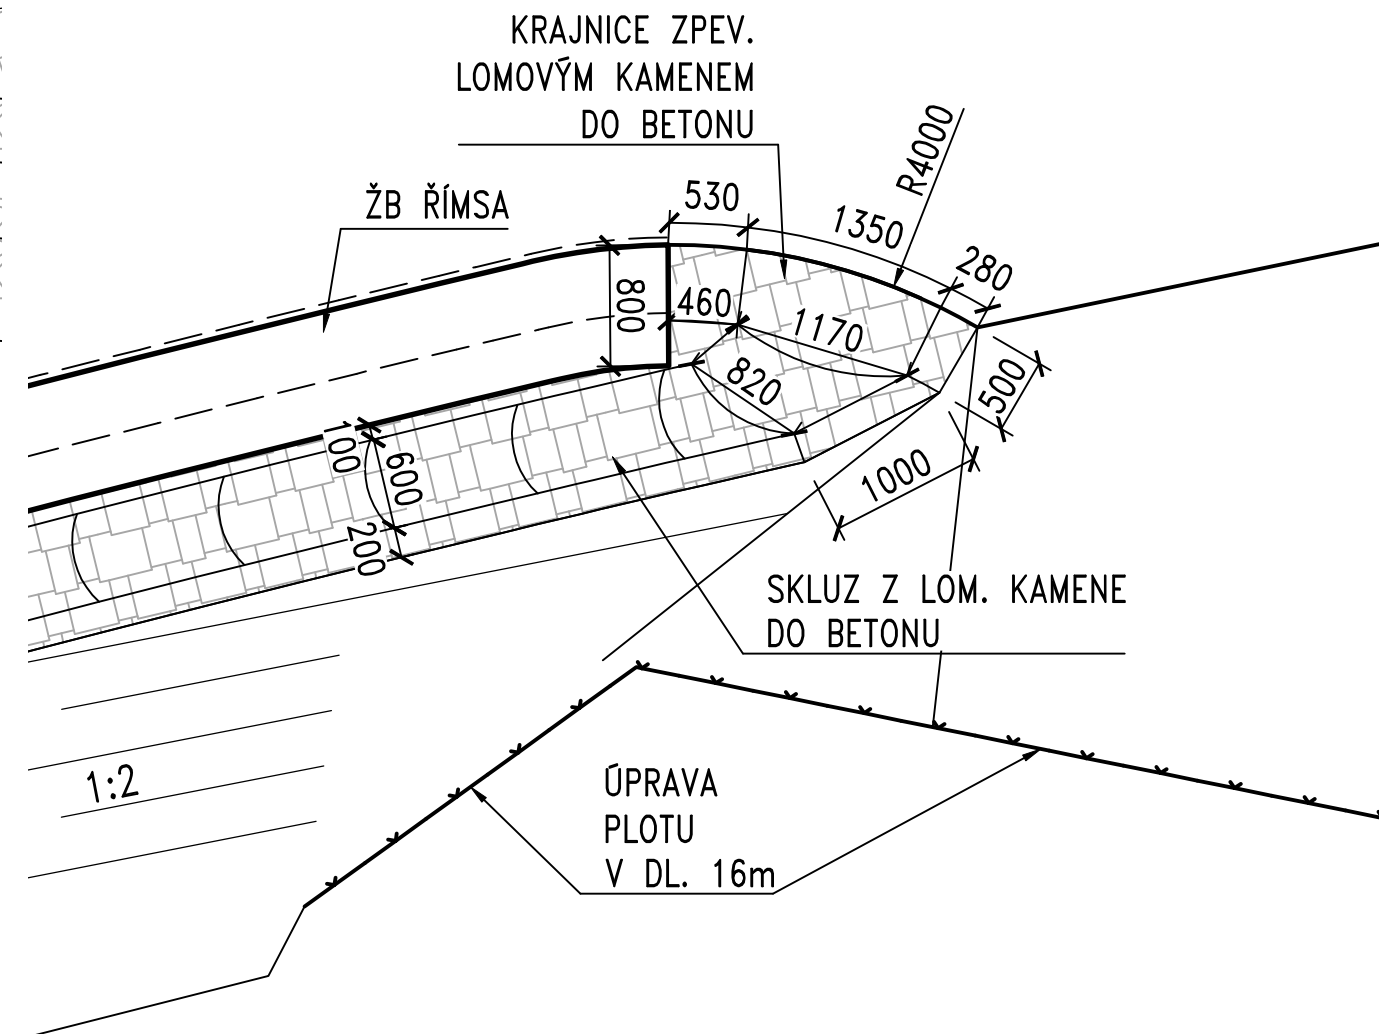 KRAJNICE ZPEV.
LOMOVÝM KAMENEM
DO BETONU
R4000
ŽB ŘÍMSA
530
1350
280
800
460
1170
820
500
100
600
200
1000
SKLUZ Z LOM. KAMENE
DO BETONU
1:2
ÚPRAVA
PLOTU
V DL. 16m